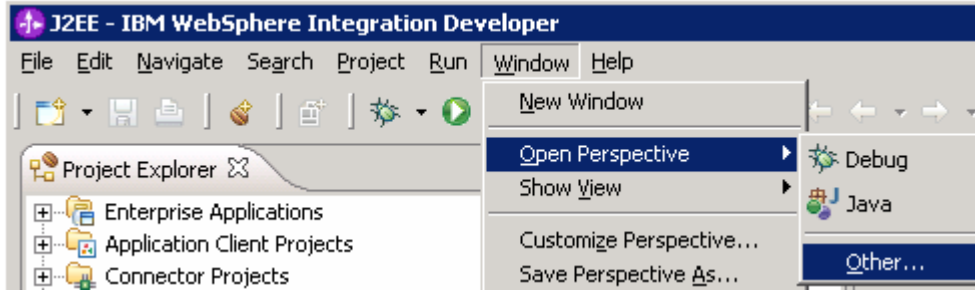 J2EE - IBM WebSphere Integration Developer
File Edit Navigate Search Project Run Window Help
New Window
Open Perspective
Debug
Project Explorer
Show View
Java
Enterprise Applications
Application Client Projects
Customize Perspective...
Other...
Connector Projects
Save Perspective As...